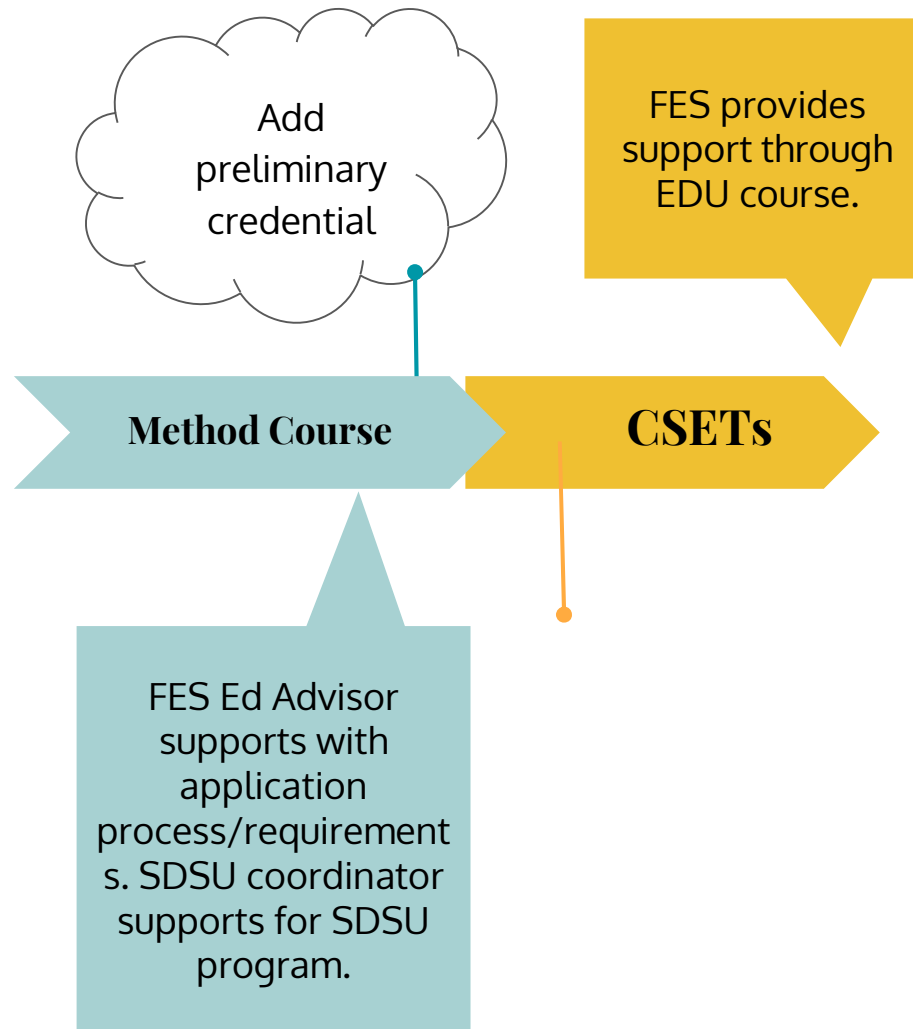 Add
preliminary
credential
FES provides
support through
EDU course.
Method Course
CSETs
FES Ed Advisor
supports with
application
process/requirement
s. SDSU coordinator
supports for SDSU
program.